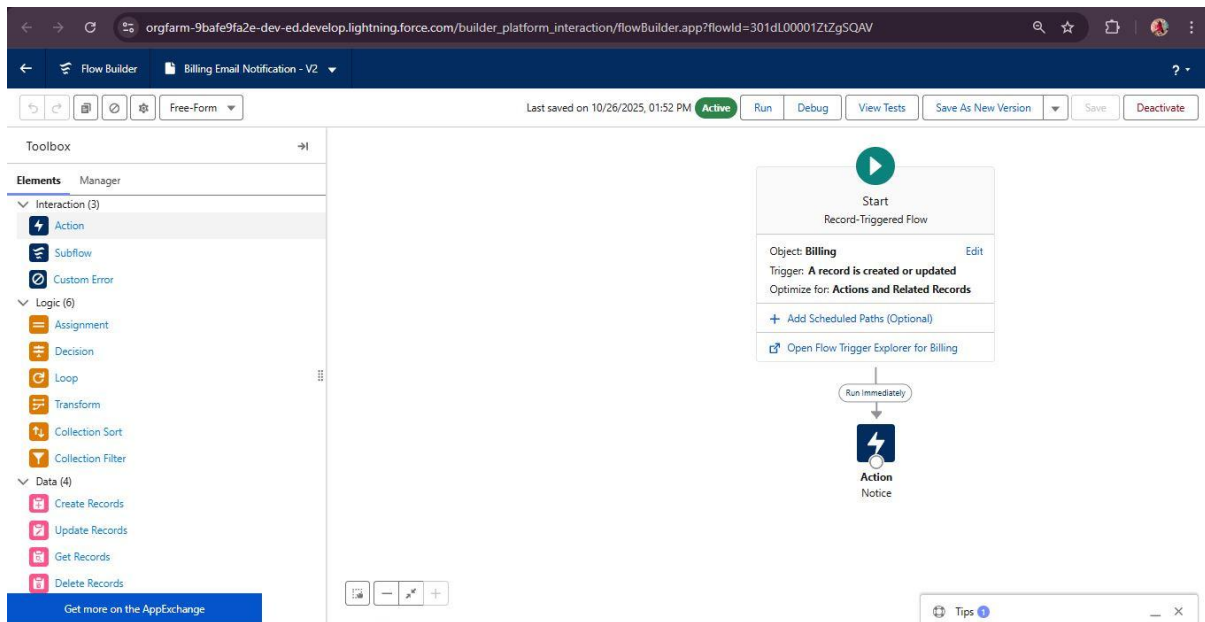 orgfarm-9bafe9fa2e-dev-ed.develop.lightning.force.com/builder_platform_interaction/flowBuilder.app?flowId=301dL00001ZtZgSQAV
Flow Builder Billing Email Notification - V2 ?
Free-Form Last saved on 10/26/2025, 01:52 PM Active Run Debug View Tests Save As New Version Save Deactivate
Toolbox
Elements Manager
Interaction (3)
Action
Subflow
Custom Error
Logic (6)
Assignment
Decision
Loop
Transform
Collection Sort
Collection Filter
Data (4)
Create Records
Update Records
Get Records
Delete Records
Get more on the AppExchange
Start
Record-Triggered Flow
Object: Billing Edit
Trigger: A record is created or updated
Optimize for: Actions and Related Records
+ Add Scheduled Paths (Optional)
Open Flow Trigger Explorer for Billing
Run Immediately
Action
Notice
Tips 1